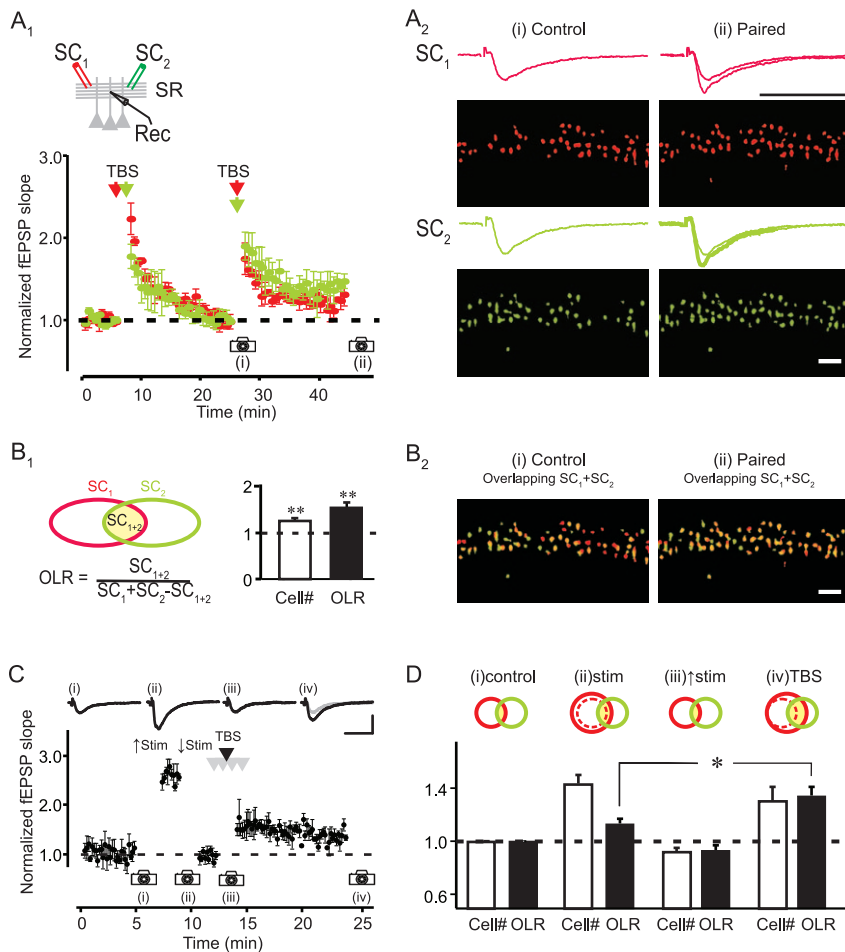 A1
SC1
SC2
SR
Rec
Normalized fEPSP slope
3.0
2.0
1.0
TBS
TBS
(i)
(ii)
0
10
20
30
40
Time (min)
A2
(i) Control
(ii) Paired
SC1
SC2
B1
SC1
SC2
SC1+2
OLR = SC1+2
SC1+SC2-SC1+2
2
1
0
**
**
Cell#
OLR
B2
(i) Control
Overlapping SC1+SC2
(ii) Paired
Overlapping SC1+SC2
C
(i)
(ii)
(iii)
(iv)
↑Stim
↓Stim
TBS
Normalized fEPSP slope
3.0
2.0
1.0
(i)
(ii)
(iii)
(iv)
0
5
10
15
20
25
Time (min)
D
(i)control
(ii)stim
(iii)↑stim
(iv)TBS
*
1.4
1.0
0.6
Cell# OLR
Cell# OLR
Cell# OLR
Cell# OLR